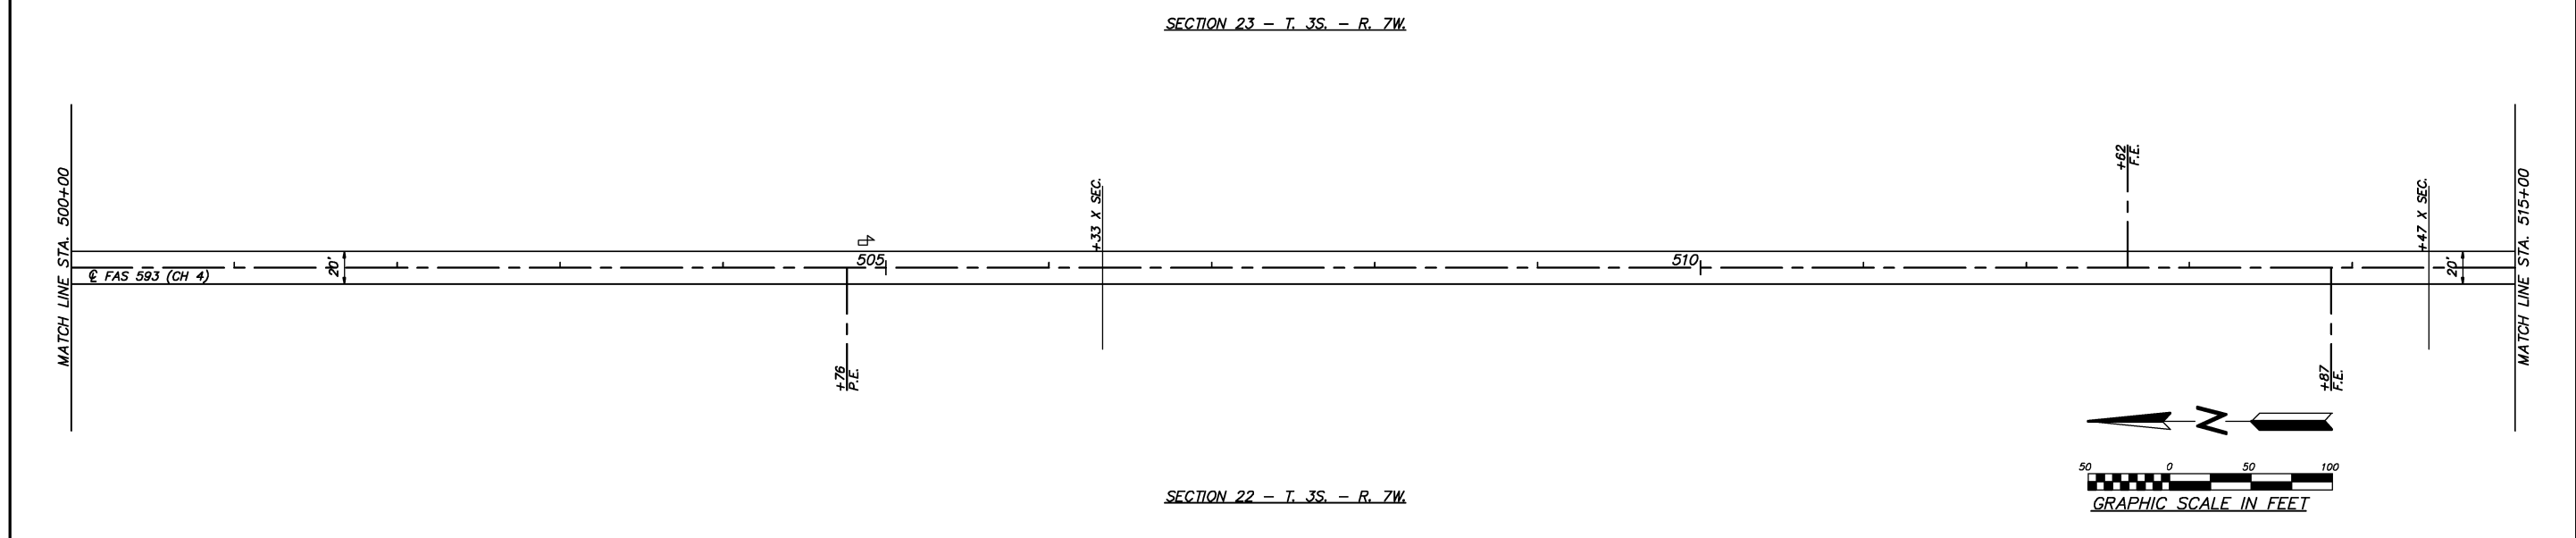 SECTION 23 – T. 3S. – R. 7W.
MATCH LINE STA. 500+00
℄ FAS 593 (CH 4)
20'
505
+76
P.E.
+33 X SEC.
510
+62
F.E.
+87
F.E.
+47 X SEC.
20'
MATCH LINE STA. 515+00
N
50 0 50 100
GRAPHIC SCALE IN FEET
SECTION 22 – T. 3S. – R. 7W.